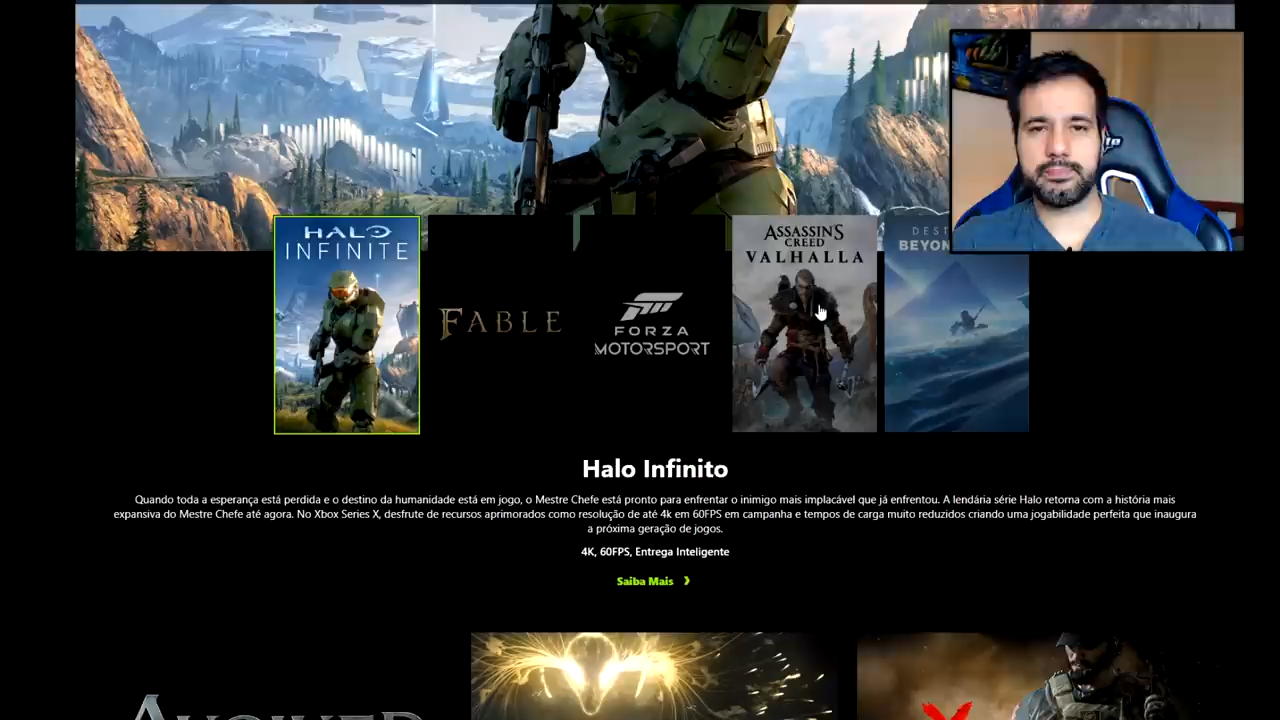 HALO
INFINITE
FABLE
FORZA
MOTORSPORT
ASSASSIN'S
CREED
VALHALLA
DEST
BEYON
Halo Infinito
Quando toda a esperança está perdida e o destino da humanidade está em jogo, o Mestre Chefe está pronto para enfrentar o inimigo mais implacável que já enfrentou. A lendária série Halo retorna com a história mais
expansiva do Mestre Chefe até agora. No Xbox Series X, desfrute de recursos aprimorados como resolução de até 4k em 60FPS em campanha e tempos de carga muito reduzidos criando uma jogabilidade perfeita que inaugura
a próxima geração de jogos.
4K, 60FPS, Entrega Inteligente
Saiba Mais